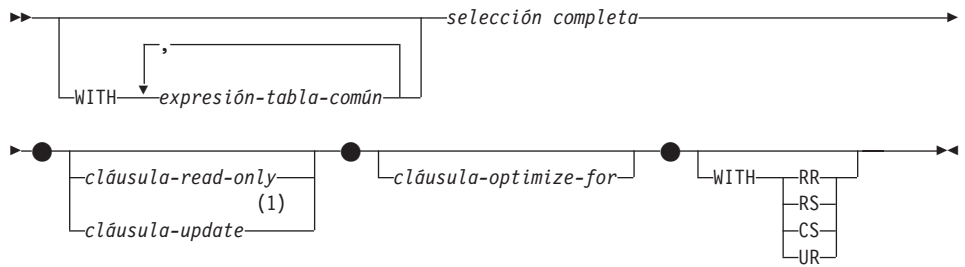 selección completa
,
WITH expresión-tabla-común
cláusula-read-only
(1)
cláusula-update
cláusula-optimize-for
WITH RR
RS
CS
UR